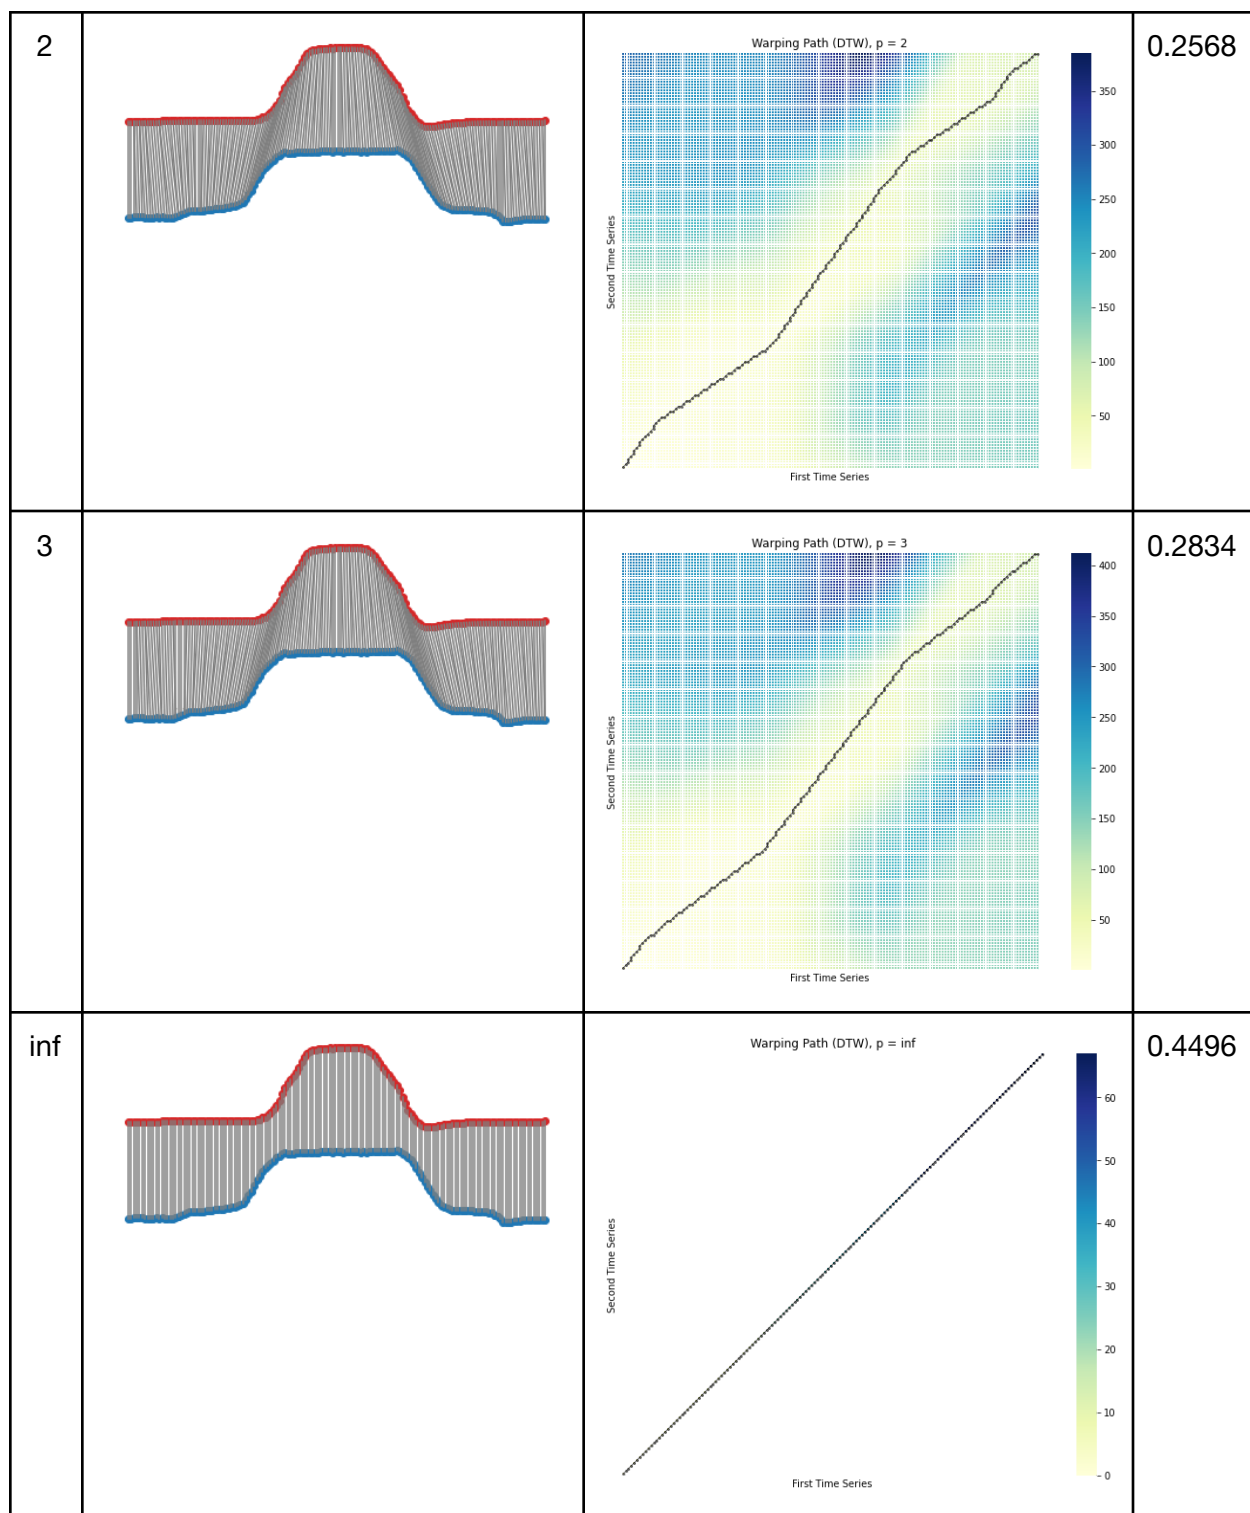 2
Warping Path (DTW), p = 2
0.2568
350
300
250
200
150
100
50
Second Time Series
First Time Series
3
Warping Path (DTW), p = 3
0.2834
400
350
300
250
200
150
100
50
Second Time Series
First Time Series
inf
Warping Path (DTW), p = inf
0.4496
60
50
40
30
20
10
0
Second Time Series
First Time Series